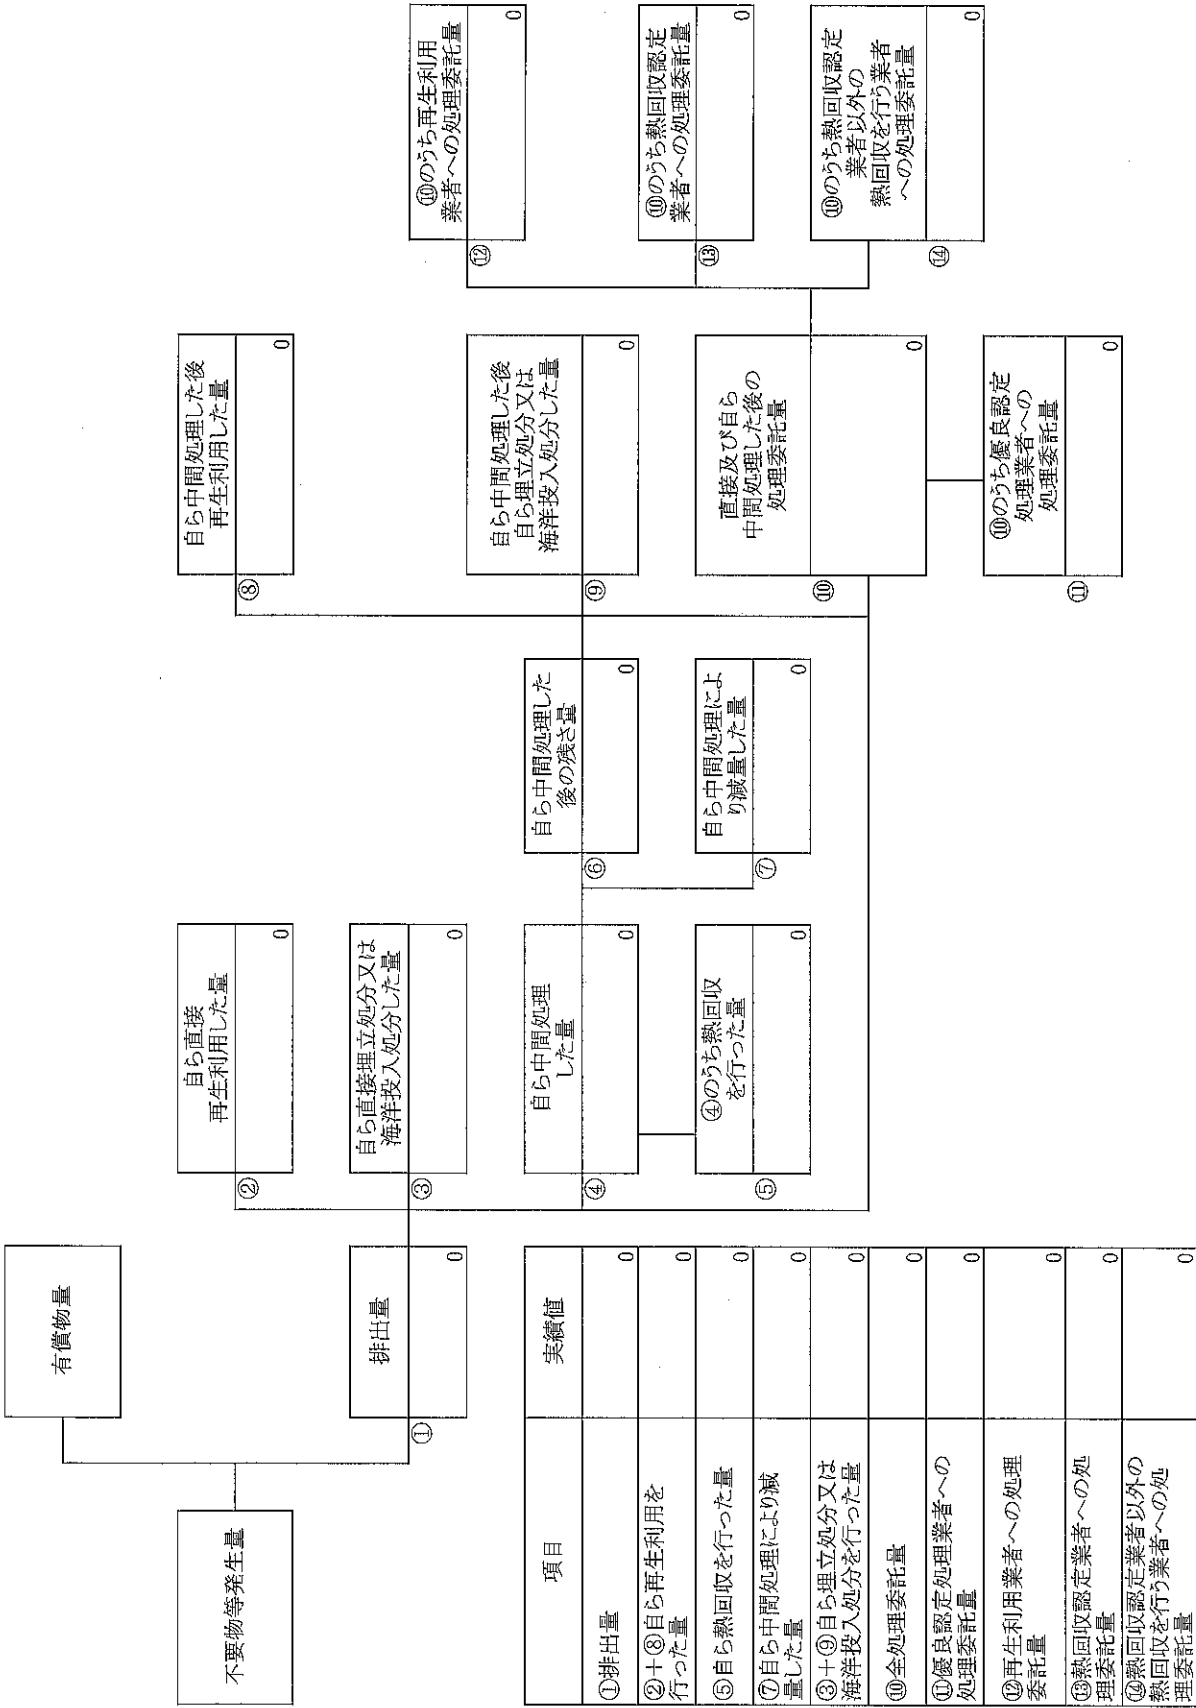 有償物量
不要物等発生量
排出量
①
0
自ら直接
再生利用した量
②
0
自ら直接埋立処分又は
海洋投入処分した量
③
0
自ら中間処理
した量
④
0
④のうち熱回収
を行った量
⑤
0
自ら中間処理した
後の残さ量
⑥
0
自ら中間処理によ
り減量した量
⑦
0
自ら中間処理した後
再生利用した量
⑧
0
自ら中間処理した後
自ら埋立処分又は
海洋投入処分した量
⑨
0
直接及び自ら
中間処理した後の
処理委託量
⑩
0
⑩のうち優良認定
処理業者への
処理委託量
⑪
0
⑩のうち再生利用
業者への処理委託量
⑫
0
⑩のうち熱回収認定
業者への処理委託量
⑬
0
⑩のうち熱回収認定
業者以外の
熱回収を行う業者
への処理委託量
⑭
0
項目 実績値
①排出量 0
②+⑧自ら再生利用を
行った量 0
⑤自ら熱回収を行った量 0
⑦自ら中間処理により減
量した量 0
③+⑨自ら埋立処分又は
海洋投入処分を行った量 0
⑩全処理委託量 0
⑪優良認定処理業者への
処理委託量 0
⑫再生利用業者への処理
委託量 0
⑬熱回収認定業者への処
理委託量 0
⑭熱回収認定業者以外の
熱回収を行う業者への処
理委託量 0